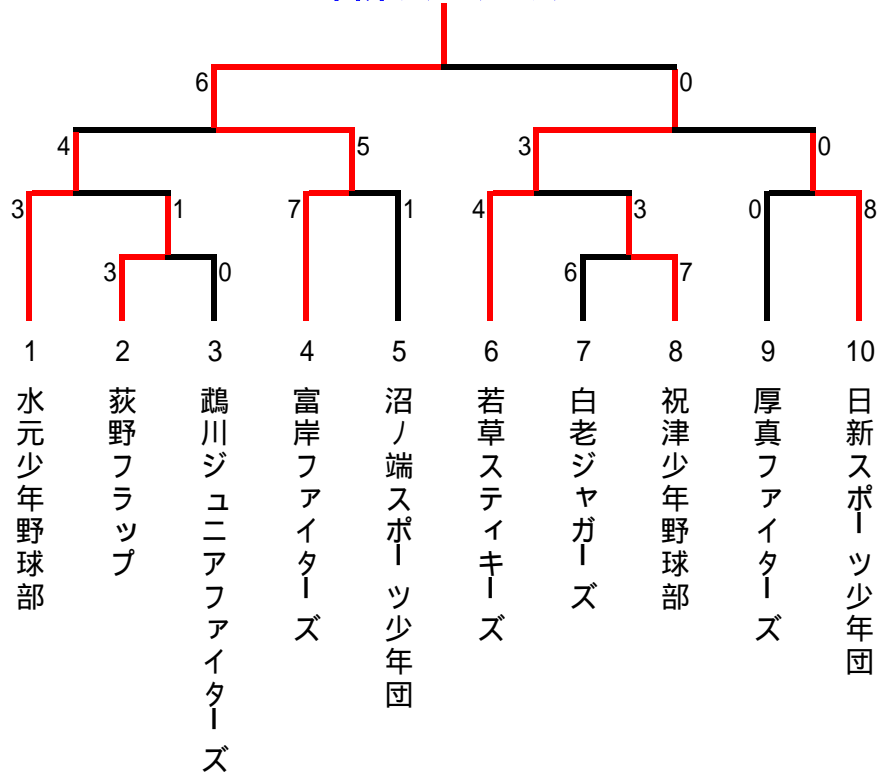 6 0
4 5 3 0
3 1 7 1 4 3 0 8
3 0 6 7
1 2 3 4 5 6 7 8 9 10
水元少年野球部
荻野フラップ
鵡川ジュニアファイターズ
富岸ファイターズ
沼ノ端スポーツ少年団
若草スティキーズ
白老ジャガーズ
祝津少年野球部
厚真ファイターズ
日新スポーツ少年団